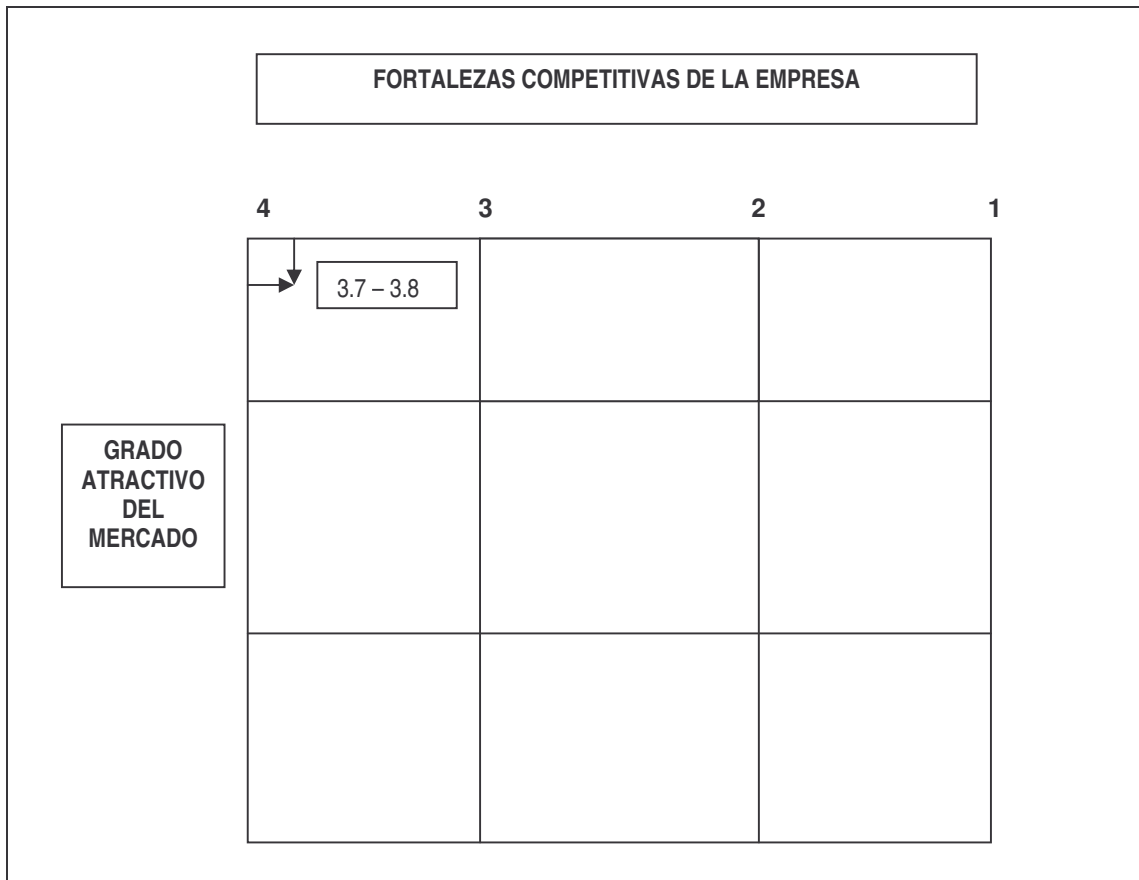 FORTALEZAS COMPETITIVAS DE LA EMPRESA
4 3 2 1
3.7 – 3.8
GRADO
ATRACTIVO
DEL
MERCADO